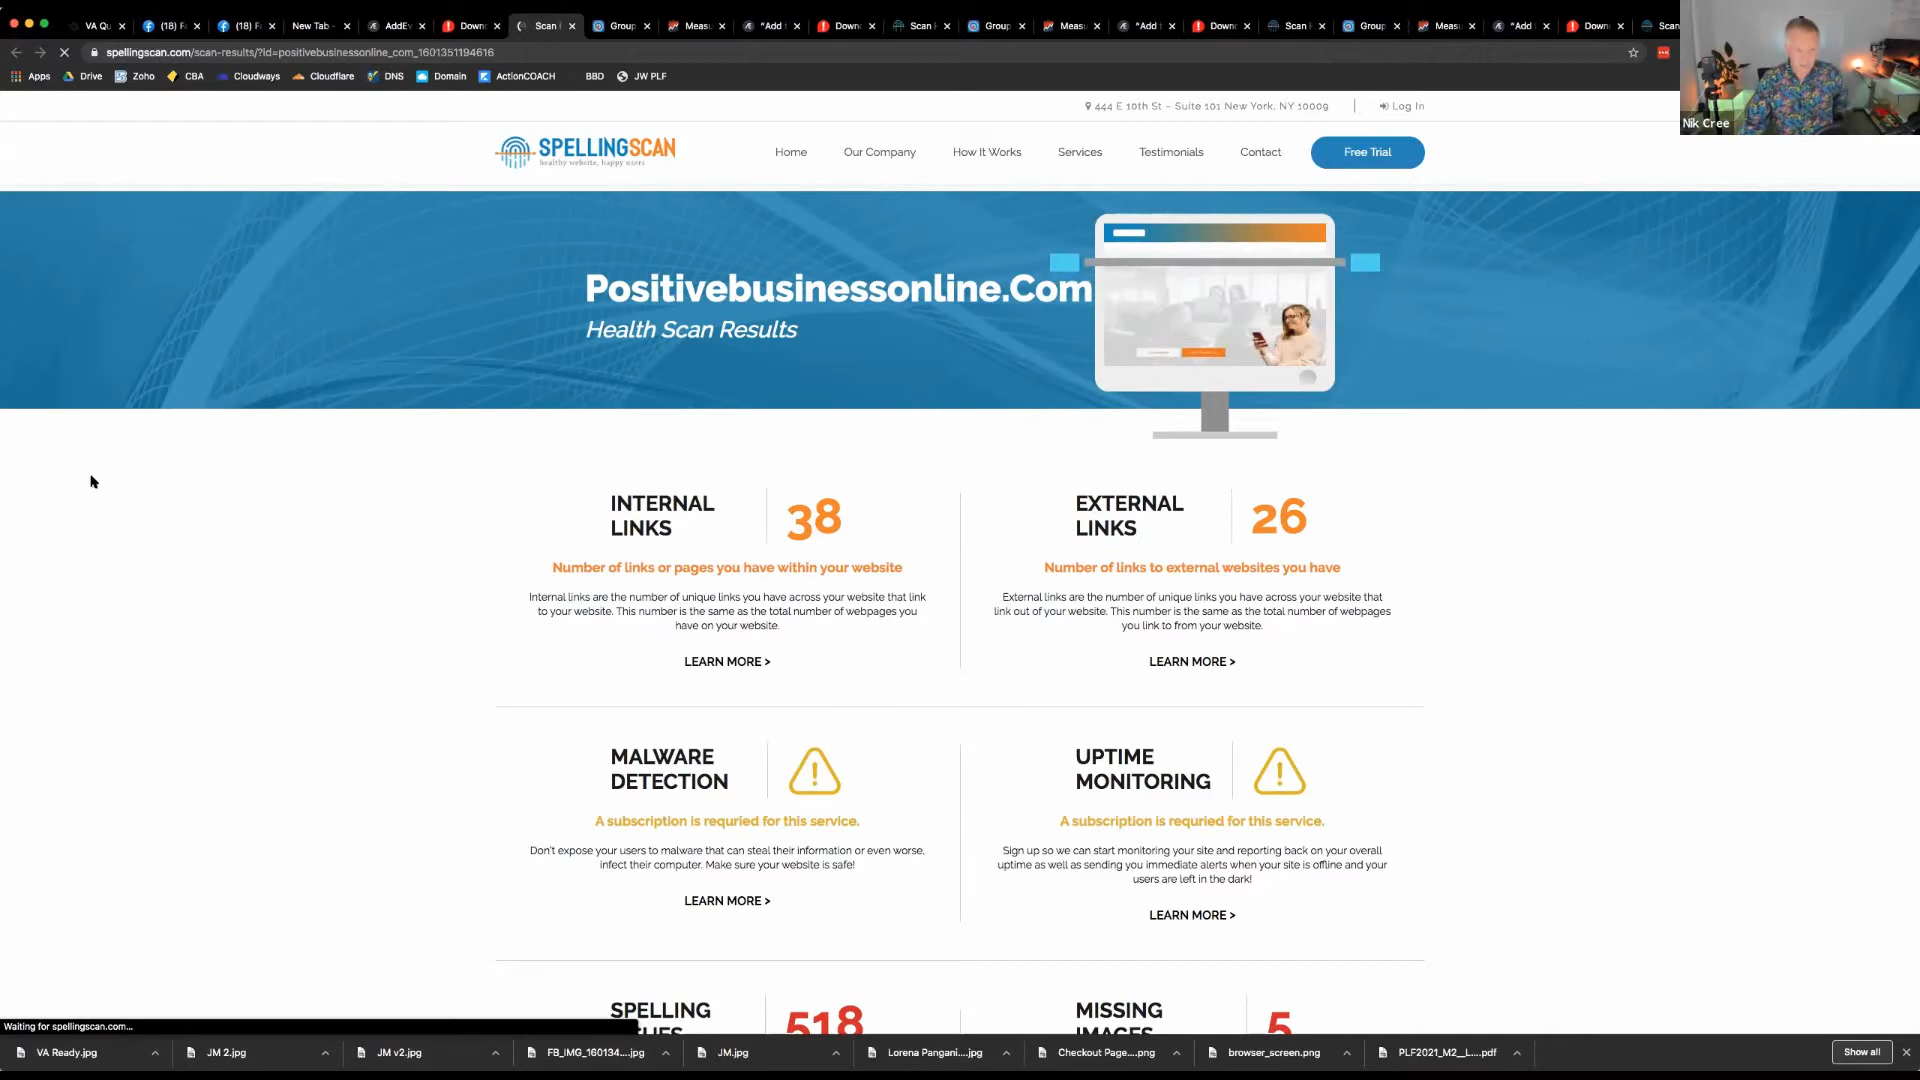 VA Qu
(18) Fa
(18) Fa
New Tab
AddEv
Downc
Scan
Group
Measu
"Add t
Downc
Scan
Group
Measu
"Add t
Downc
Scan
Group
Measu
"Add
Down
Scan
spellingscan.com/scan-results/?id=positivebusinessonline_com_1601351194616
Apps
Drive
Zoho
CBA
Cloudways
Cloudflare
DNS
Domain
ActionCOACH
BBD
JW PLF
Nik Cree
444 E 10th St – Suite 101 New York, NY 10009
Log In
SPELLINGSCAN
healthy website, happy users
Home
Our Company
How It Works
Services
Testimonials
Contact
Free Trial
Positivebusinessonline.Com
Health Scan Results
INTERNAL
LINKS
38
Number of links or pages you have within your website
Internal links are the number of unique links you have across your website that link
to your website. This number is the same as the total number of webpages you
have on your website.
LEARN MORE >
EXTERNAL
LINKS
26
Number of links to external websites you have
External links are the number of unique links you have across your website that
link out of your website. This number is the same as the total number of webpages
you link to from your website.
LEARN MORE >
MALWARE
DETECTION
A subscription is requried for this service.
Don't expose your users to malware that can steal their information or even worse,
infect their computer. Make sure your website is safe!
LEARN MORE >
UPTIME
MONITORING
A subscription is requried for this service.
Sign up so we can start monitoring your site and reporting back on your overall
uptime as well as sending you immediate alerts when your site is offline and your
users are left in the dark!
LEARN MORE >
SPELLING
518
MISSING
IMAGES
5
Waiting for spellingscan.com...
VA Ready.jpg
JM 2.jpg
JM v2.jpg
FB_IMG_160134....jpg
JM.jpg
Lorena Pangani....jpg
Checkout Page....png
browser_screen.png
PLF2021_M2__L....pdf
Show all